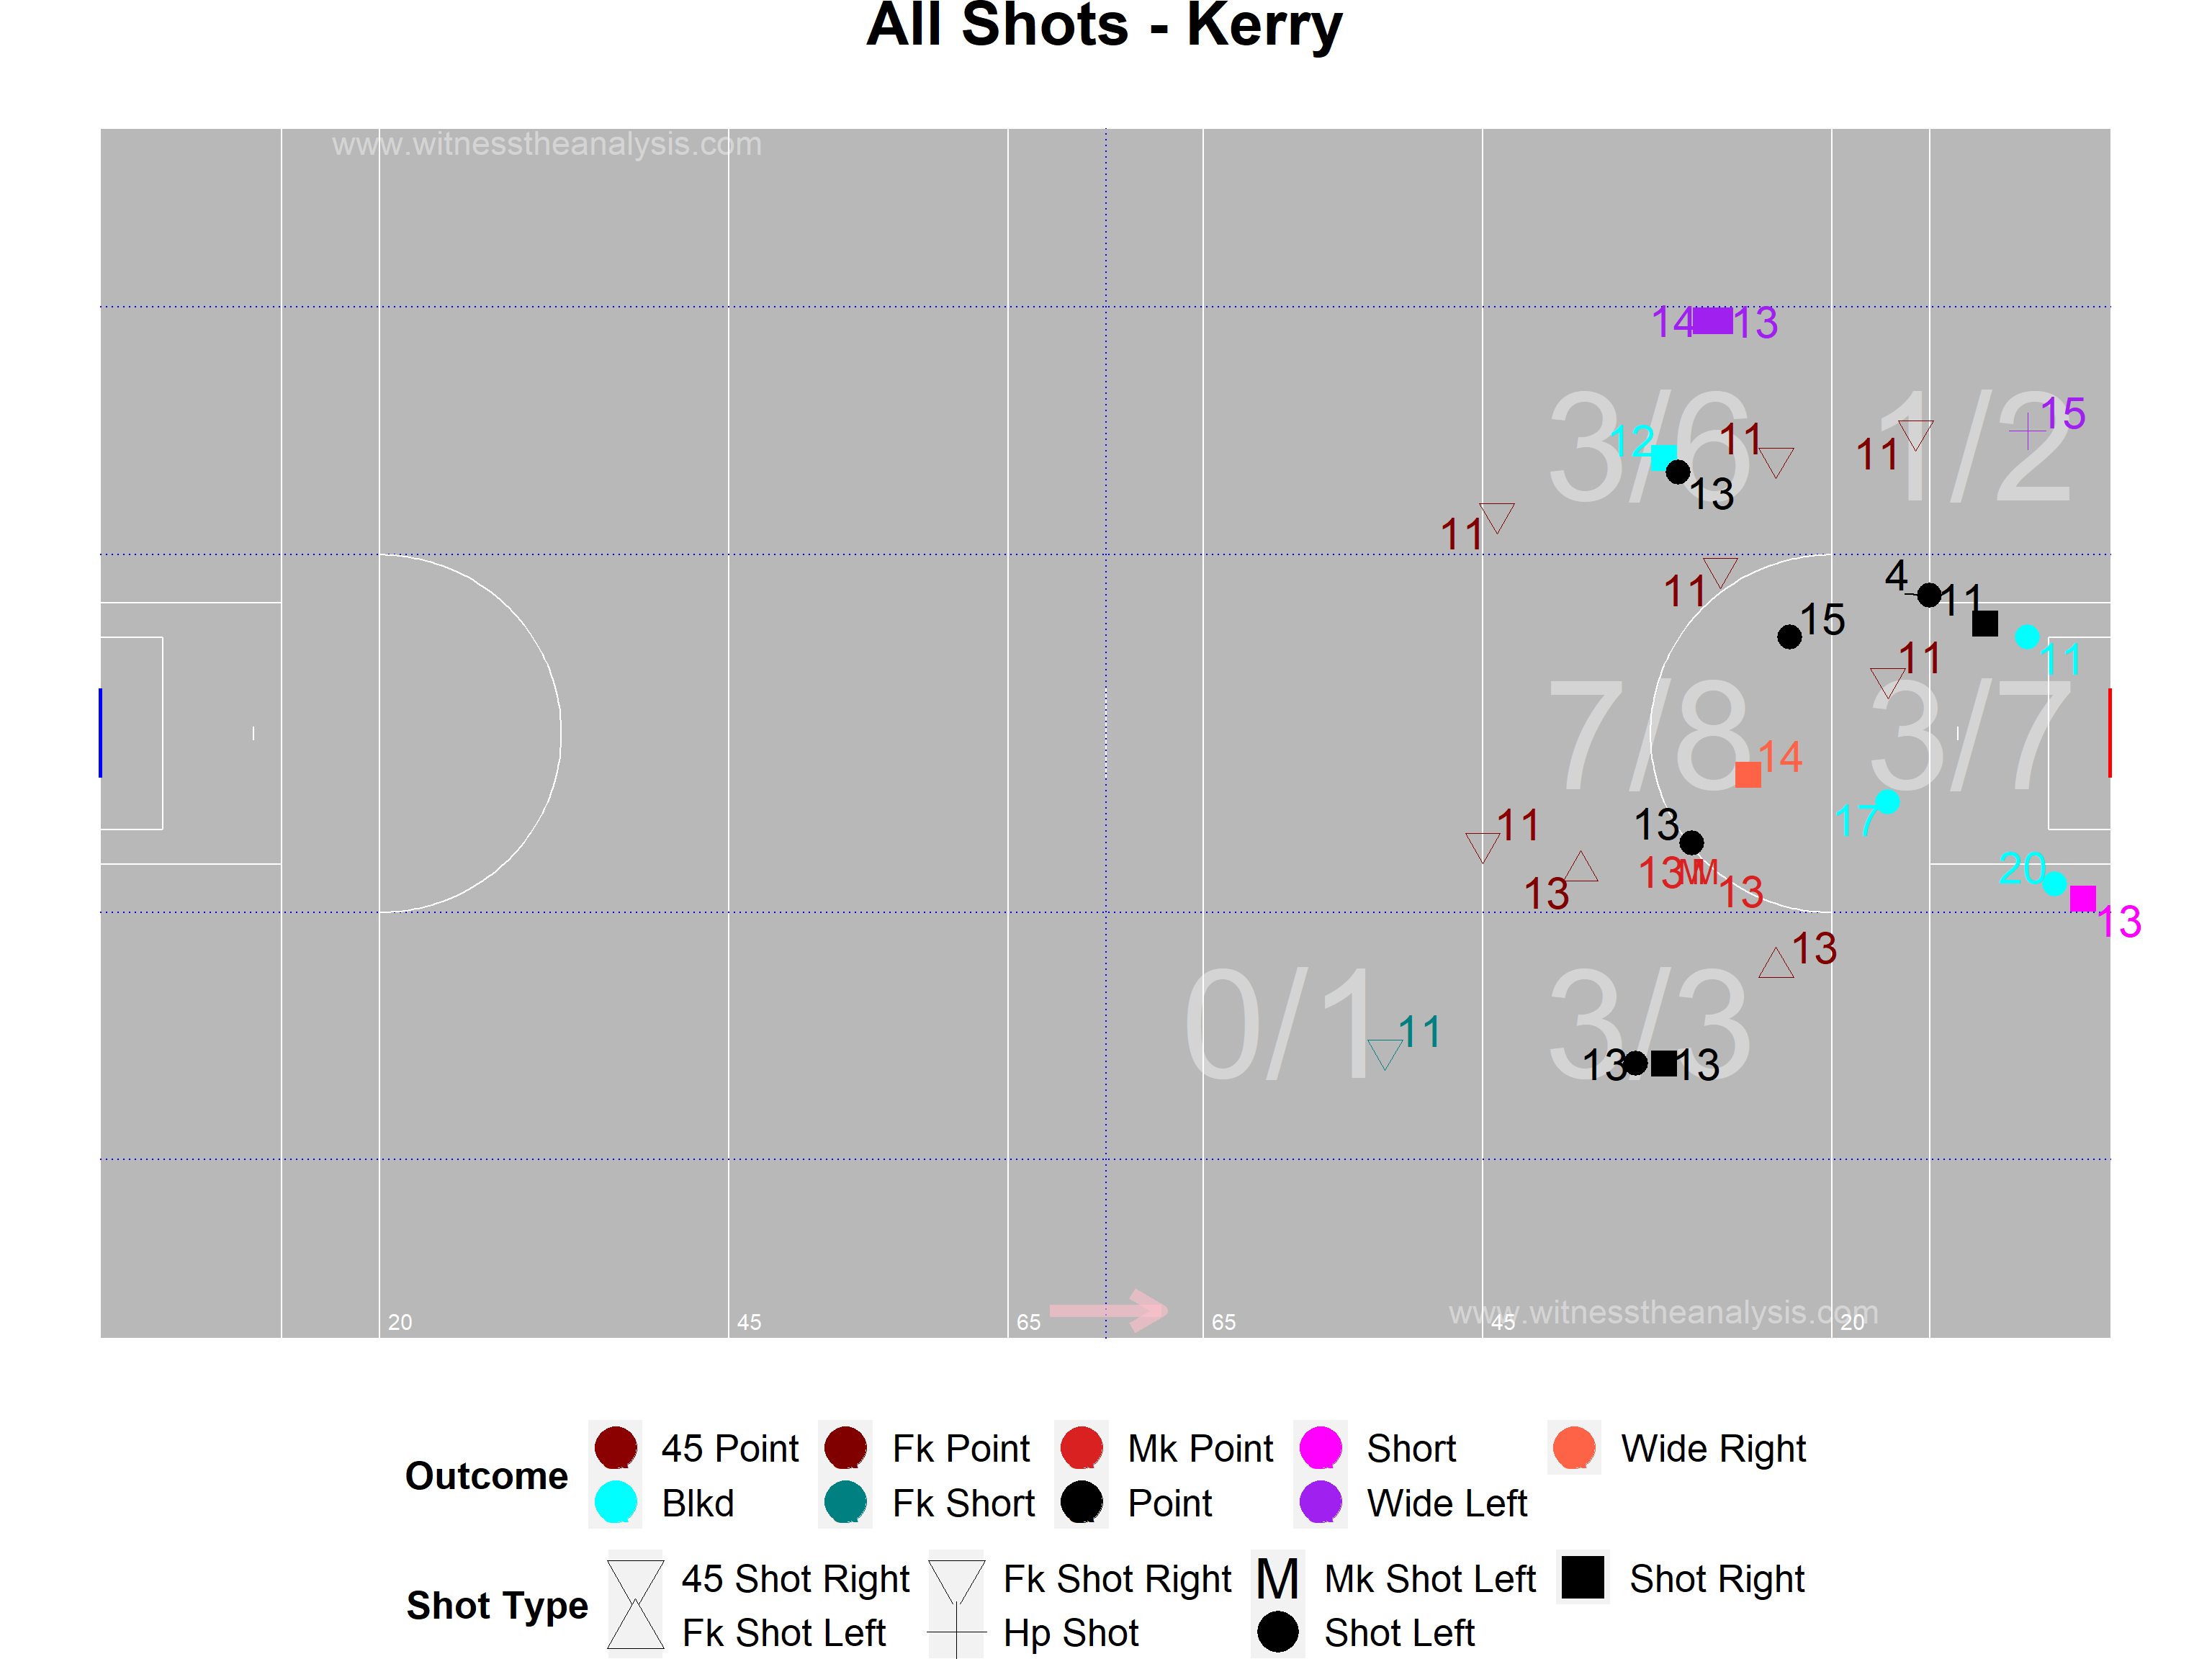 All Shots - Kerry
www.witnesstheanalysis.com
14 13
3/6 1/2
15
12 11 11
13
11
11
4 11
15
11 11
7/8 3/7
14
17
13 11
13 M M 13
13
20
13
13
0/1 3/3
11
13 13
www.witnesstheanalysis.com
20 45 65 65 45 20
Outcome
45 Point Fk Point Mk Point Short Wide Right
Blkd Fk Short Point Wide Left
Shot Type
45 Shot Right Fk Shot Right M Mk Shot Left Shot Right
Fk Shot Left Hp Shot Shot Left